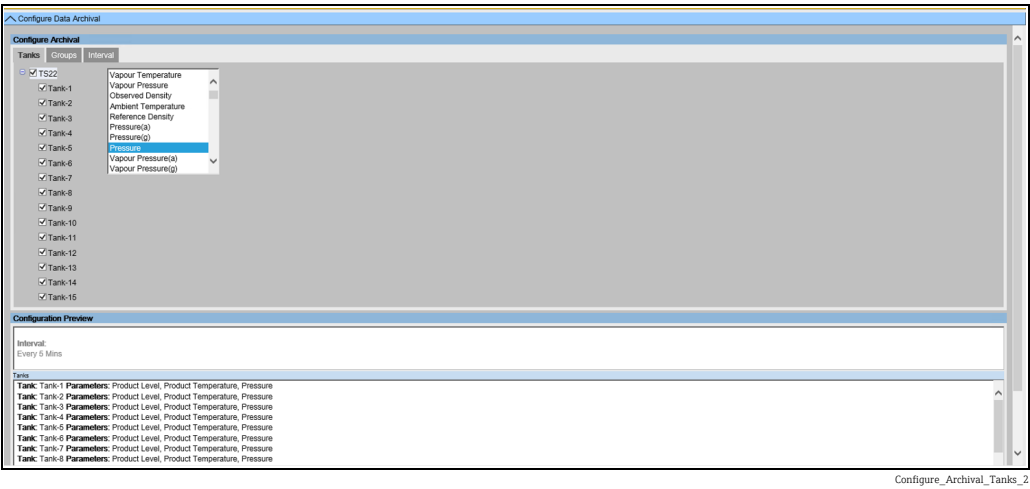 Configure Data Archival
Configure Archival
Tanks Groups Interval
TS22
Tank-1
Tank-2
Tank-3
Tank-4
Tank-5
Tank-6
Tank-7
Tank-8
Tank-9
Tank-10
Tank-11
Tank-12
Tank-13
Tank-14
Tank-15
Vapour Temperature
Vapour Pressure
Observed Density
Ambient Temperature
Reference Density
Pressure(a)
Pressure(g)
Pressure
Vapour Pressure(a)
Vapour Pressure(g)
Configuration Preview
Interval:
Every 5 Mins
Tanks
Tank: Tank-1 Parameters: Product Level, Product Temperature, Pressure
Tank: Tank-2 Parameters: Product Level, Product Temperature, Pressure
Tank: Tank-3 Parameters: Product Level, Product Temperature, Pressure
Tank: Tank-4 Parameters: Product Level, Product Temperature, Pressure
Tank: Tank-5 Parameters: Product Level, Product Temperature, Pressure
Tank: Tank-6 Parameters: Product Level, Product Temperature, Pressure
Tank: Tank-7 Parameters: Product Level, Product Temperature, Pressure
Tank: Tank-8 Parameters: Product Level, Product Temperature, Pressure
Configure_Archival_Tanks_2